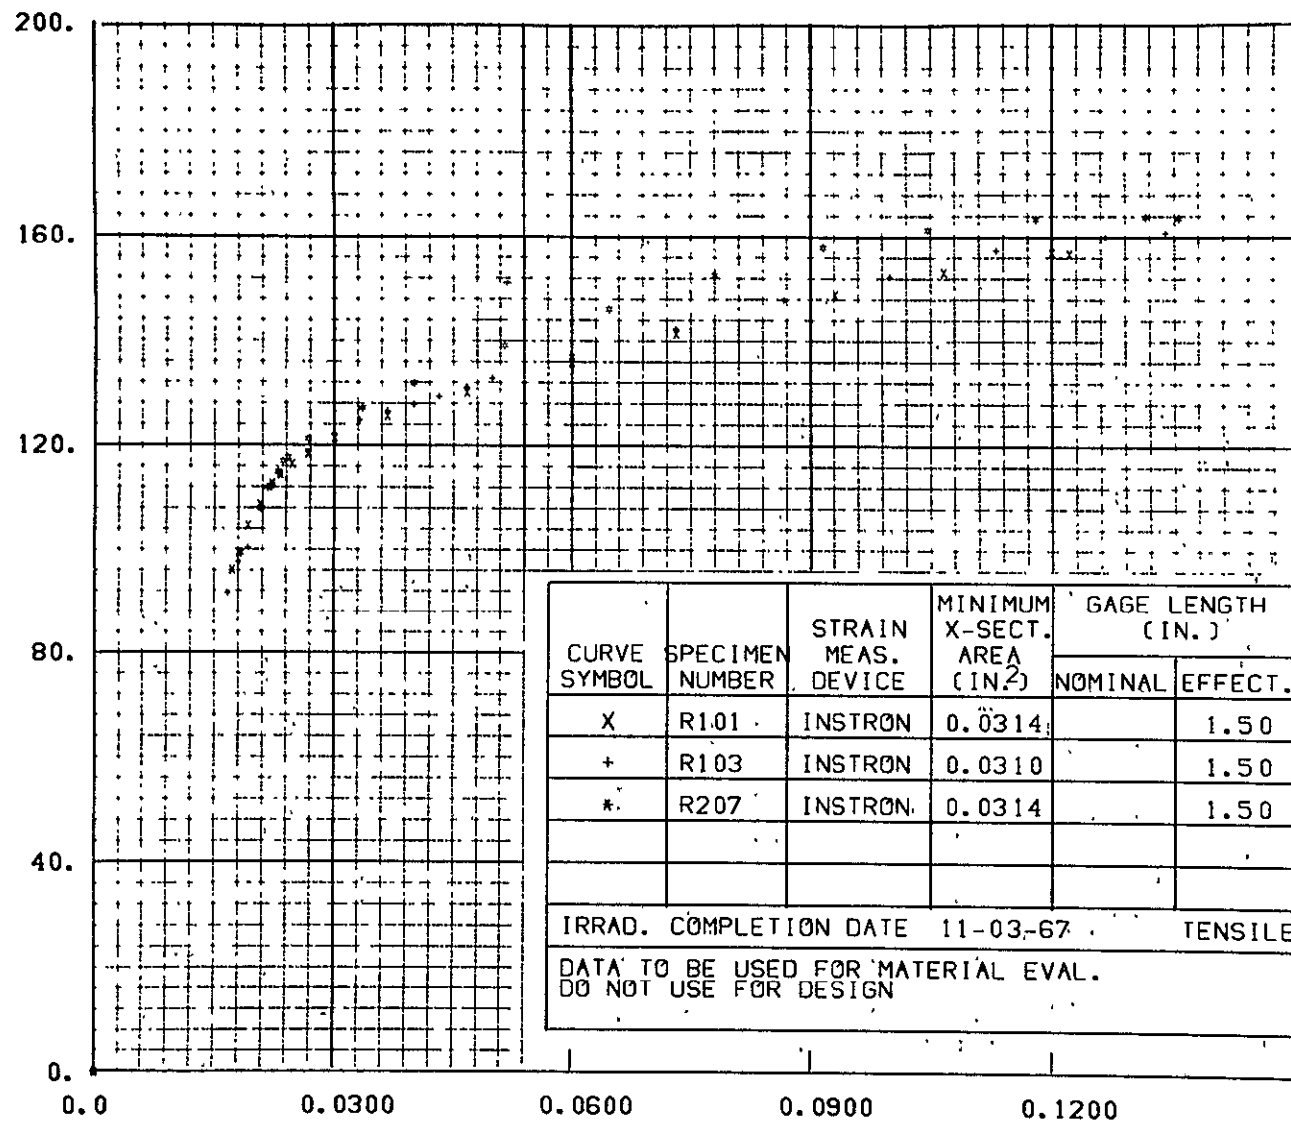 200.
160.
120.
80.
40.
0.
0.0 0.0300 0.0600 0.0900 0.1200
CURVE SYMBOL SPECIMEN NUMBER STRAIN MEAS. DEVICE MINIMUM X-SECT. AREA (IN.2) GAGE LENGTH (IN.)
NOMINAL EFFECT.
X R101 INSTRON 0.0314 1.50
+ R103 INSTRON 0.0310 1.50
* R207 INSTRON 0.0314 1.50
IRRAD. COMPLETION DATE 11-03-67 TENSILE
DATA TO BE USED FOR MATERIAL EVAL.
DO NOT USE FOR DESIGN